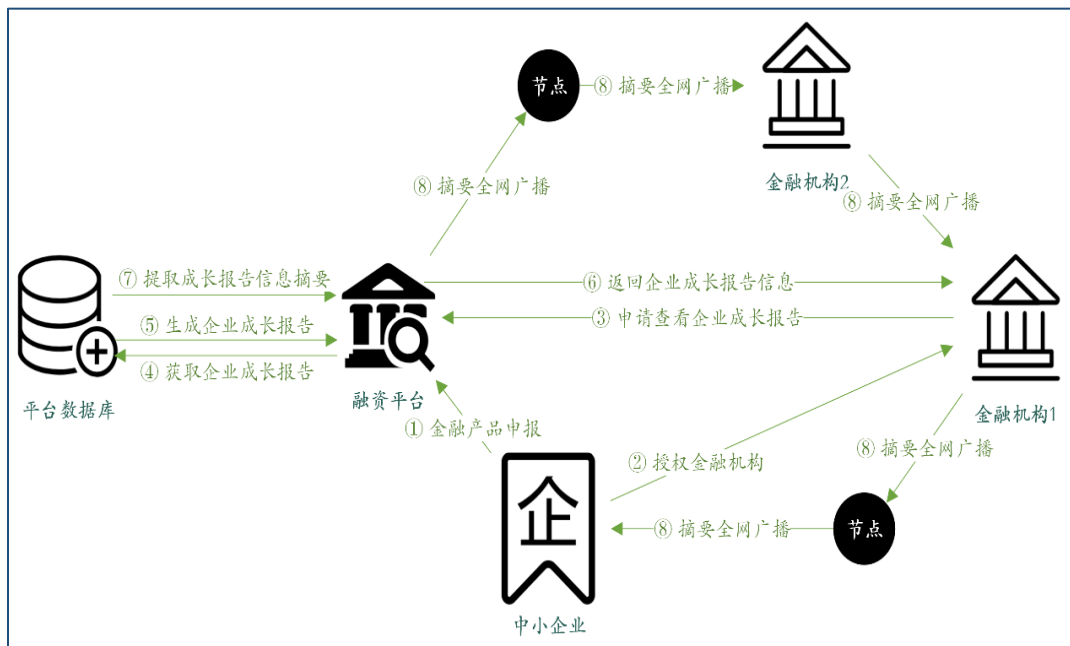 节点
⑧ 摘要全网广播
金融机构2
⑧ 摘要全网广播
⑧ 摘要全网广播
⑦ 提取成长报告信息摘要
⑥ 返回企业成长报告信息
⑤ 生成企业成长报告
③ 申请查看企业成长报告
④ 获取企业成长报告
平台数据库
融资平台
金融机构1
① 金融产品申报
② 授权金融机构
⑧ 摘要全网广播
企
⑧ 摘要全网广播
节点
中小企业